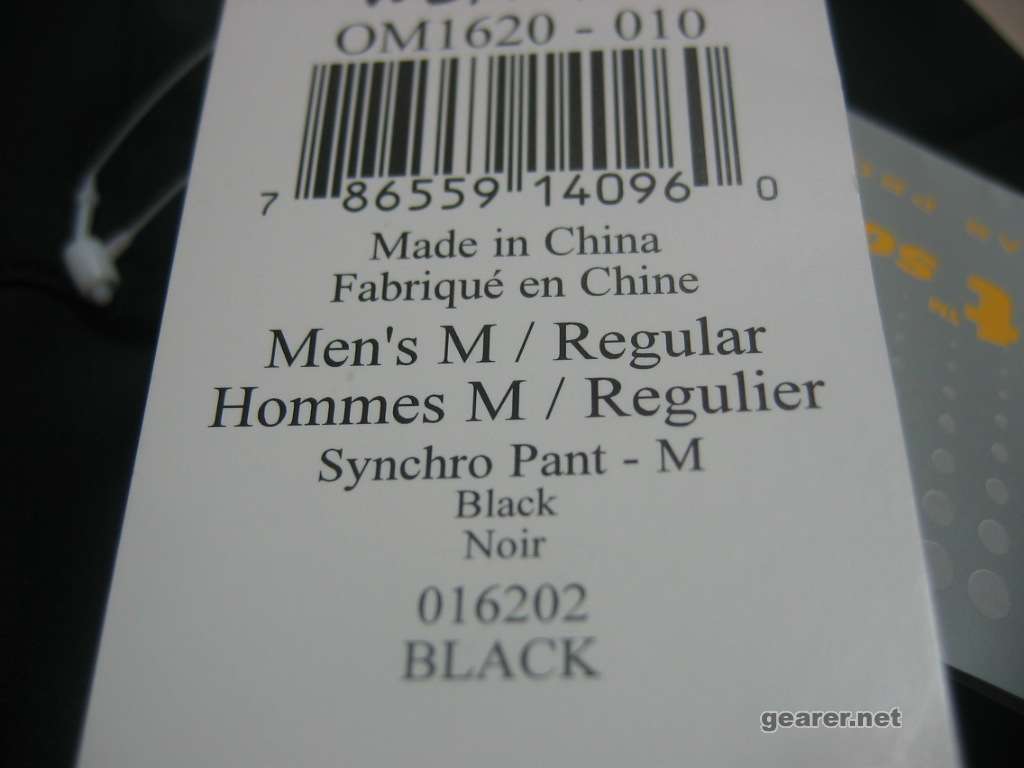 OM1620 - 010
7 86559 14096 0
Made in China
Fabriqué en Chine
Men's M / Regular
Hommes M / Regulier
Synchro Pant - M
Black
Noir
016202
BLACK
gearer.net